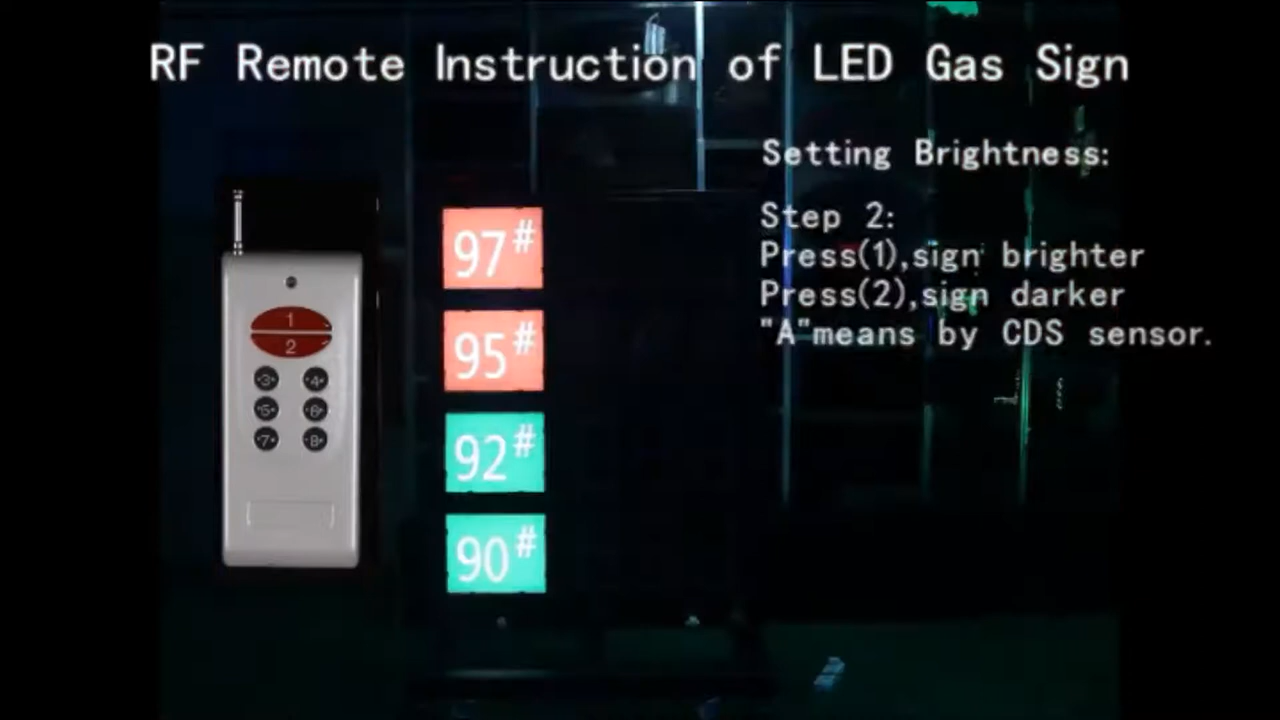 RF Remote Instruction of LED Gas Sign
Setting Brightness:
Step 2:
Press(1),sign brighter
Press(2),sign darker
"A"means by CDS sensor.
1
2
3 4
5 6
7 8
97#
95#
92#
90#